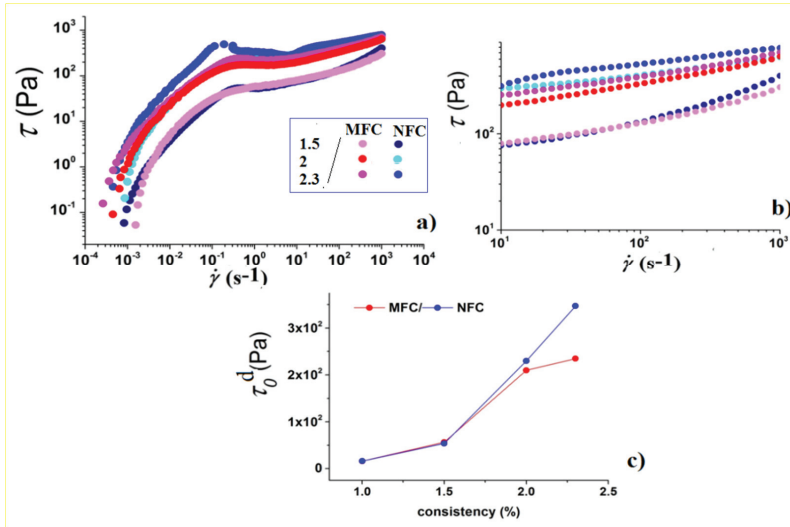 τ (Pa)
10³
10²
10¹
10⁰
10⁻¹
10⁻⁴ 10⁻³ 10⁻² 10⁻¹ 10⁰ 10¹ 10² 10³ 10⁴
γ̇ (s-1)
MFC NFC
1.5
2
2.3
a)
τ (Pa)
10²
10¹
10¹ 10² 10³
γ̇ (s-1)
b)
MFC/ NFC
τ₀ᵈ (Pa)
3x10²
2x10²
1x10²
0
1.0 1.5 2.0 2.5
consistency (%)
c)